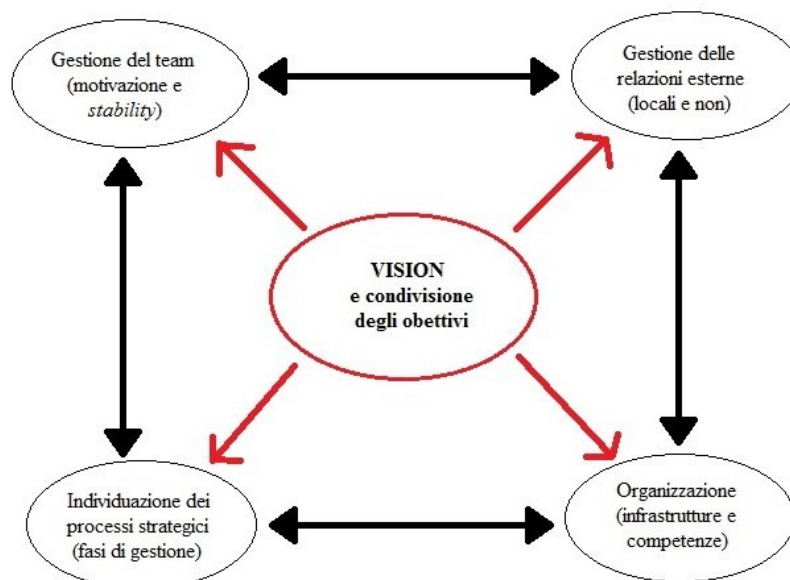 Gestione del team
(motivazione e
stability)
Gestione delle
relazioni esterne
(locali e non)
VISION
e condivisione
degli obettivi
Individuazione dei
processi strategici
(fasi di gestione)
Organizzazione
(infrastrutture e
competenze)